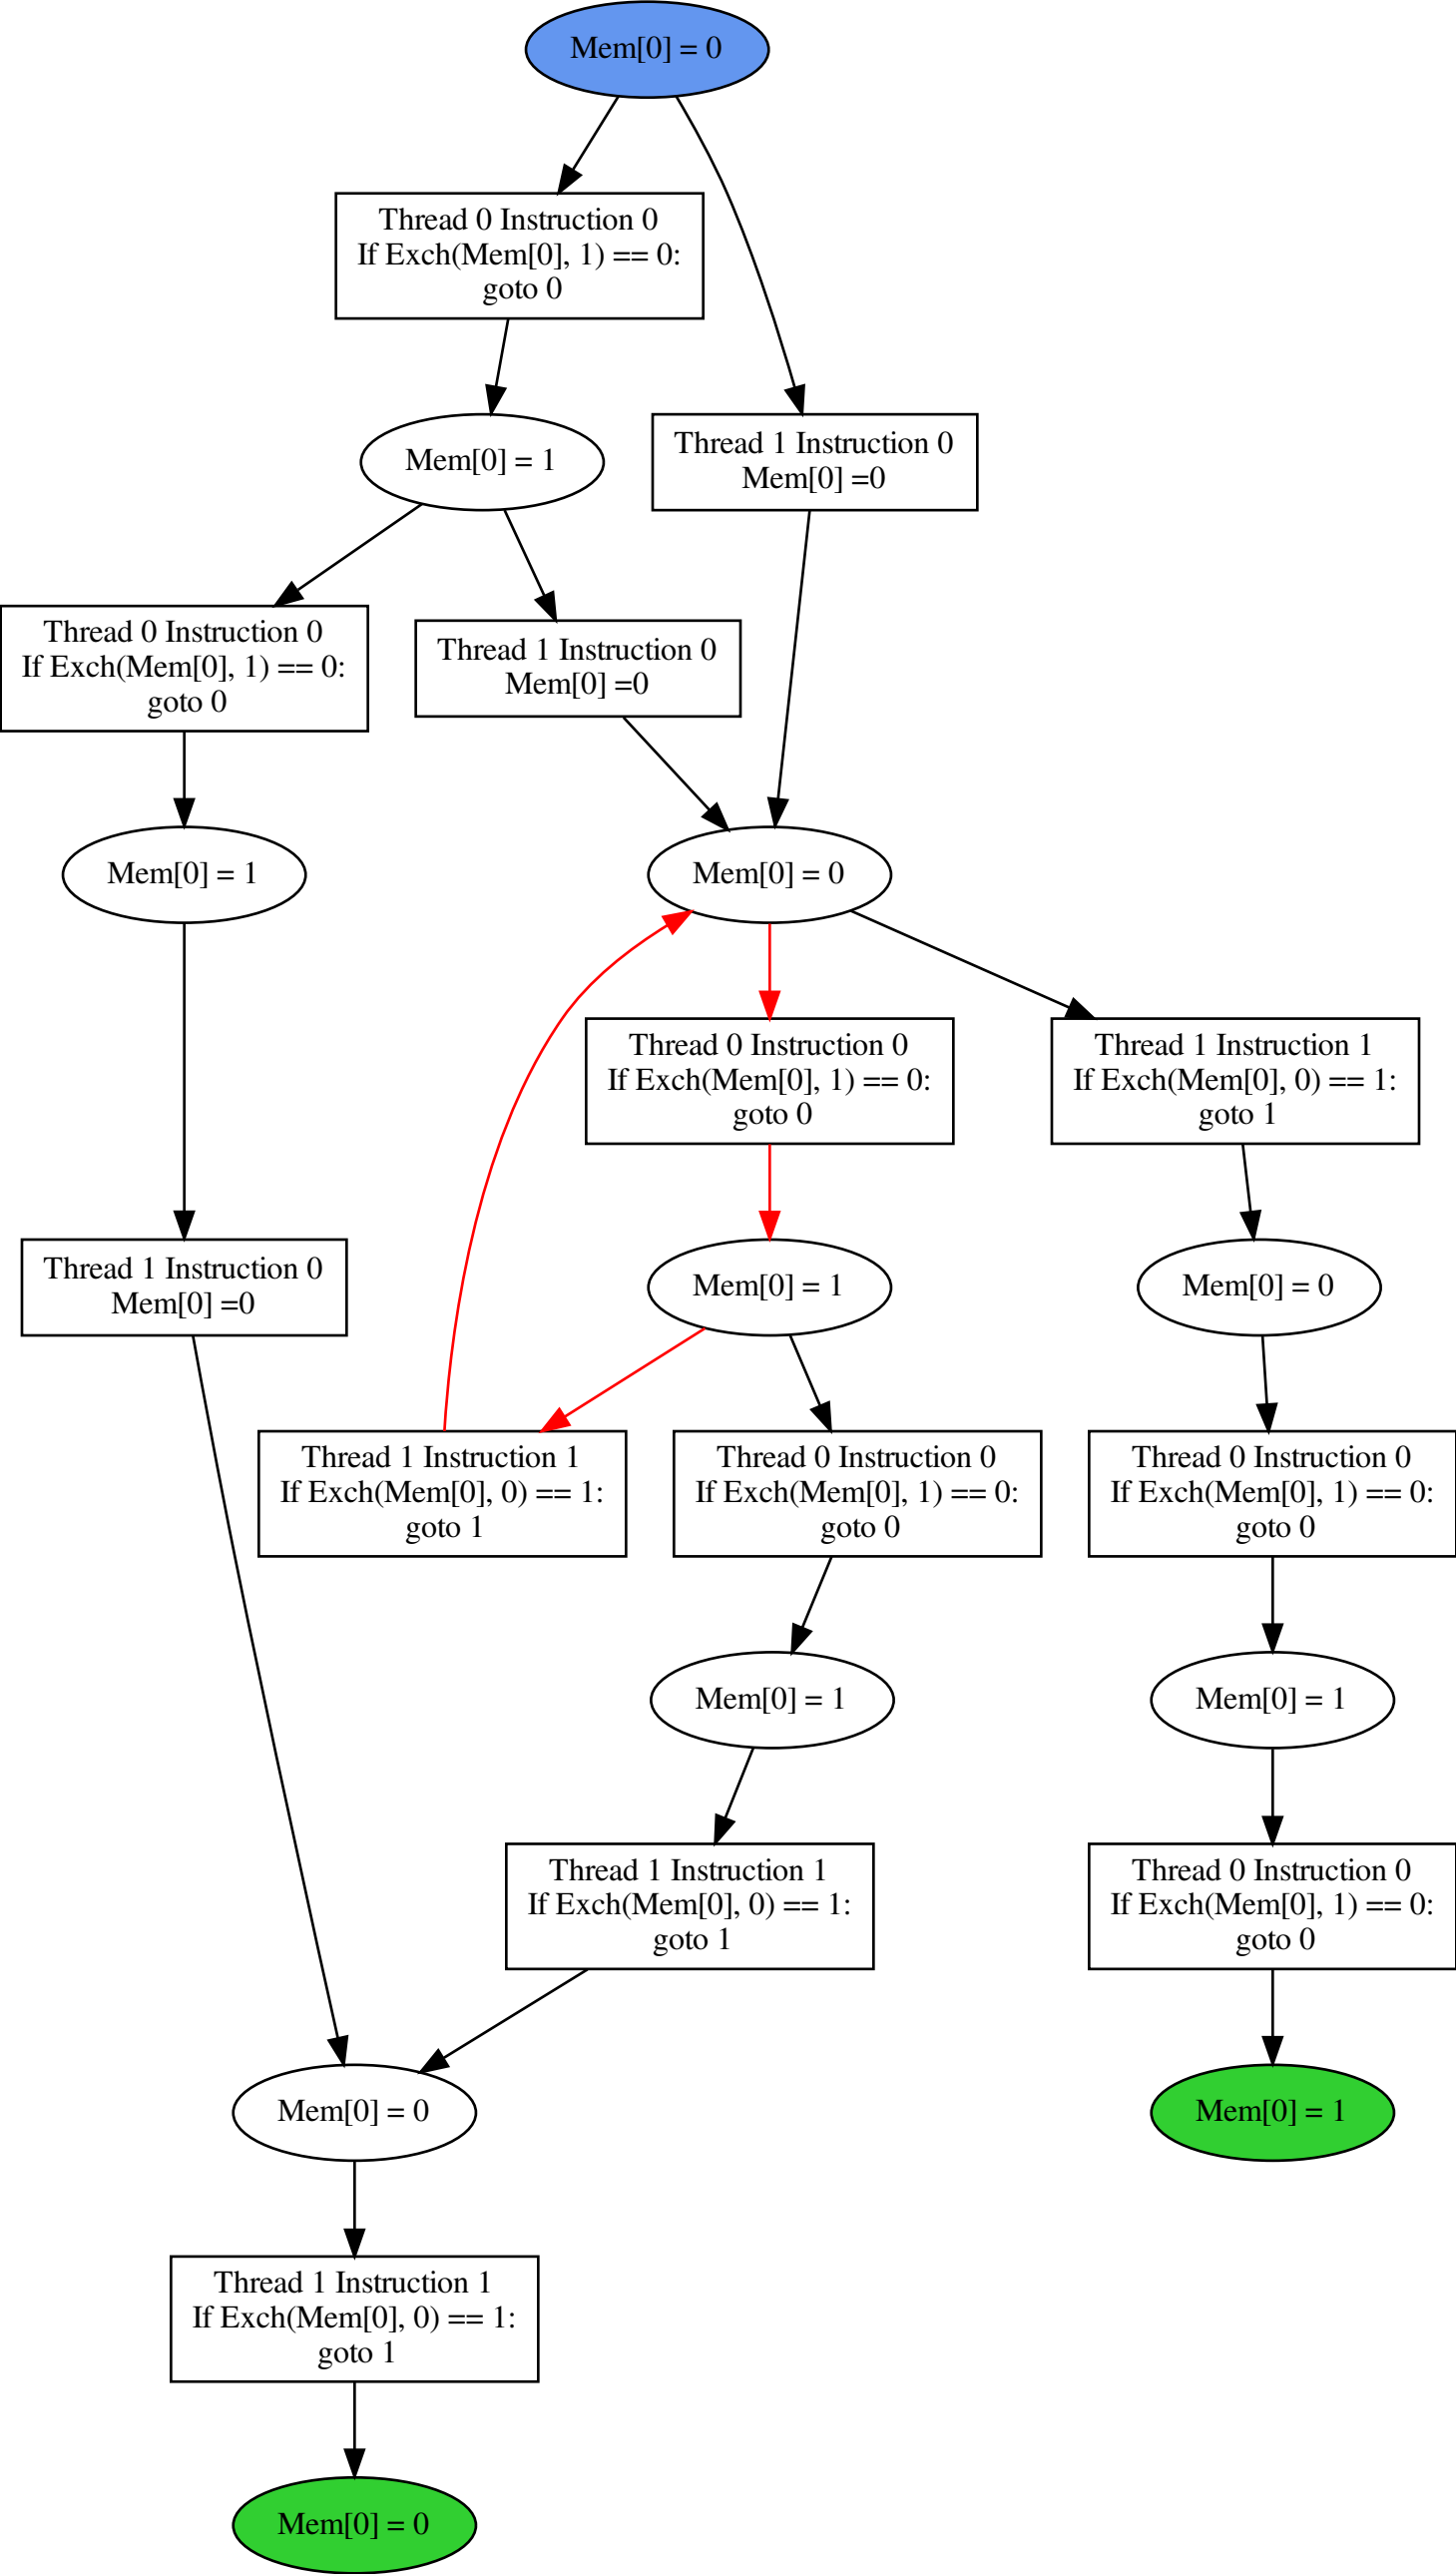 Mem[0] = 0
Thread 0 Instruction 0
If Exch(Mem[0], 1) == 0:
goto 0
Mem[0] = 1
Thread 1 Instruction 0
Mem[0] =0
Thread 0 Instruction 0
If Exch(Mem[0], 1) == 0:
goto 0
Thread 1 Instruction 0
Mem[0] =0
Mem[0] = 1
Mem[0] = 0
Thread 0 Instruction 0
If Exch(Mem[0], 1) == 0:
goto 0
Thread 1 Instruction 1
If Exch(Mem[0], 0) == 1:
goto 1
Thread 1 Instruction 0
Mem[0] =0
Mem[0] = 1
Mem[0] = 0
Thread 1 Instruction 1
If Exch(Mem[0], 0) == 1:
goto 1
Thread 0 Instruction 0
If Exch(Mem[0], 1) == 0:
goto 0
Thread 0 Instruction 0
If Exch(Mem[0], 1) == 0:
goto 0
Mem[0] = 1
Mem[0] = 1
Thread 1 Instruction 1
If Exch(Mem[0], 0) == 1:
goto 1
Thread 0 Instruction 0
If Exch(Mem[0], 1) == 0:
goto 0
Mem[0] = 0
Mem[0] = 1
Thread 1 Instruction 1
If Exch(Mem[0], 0) == 1:
goto 1
Mem[0] = 0